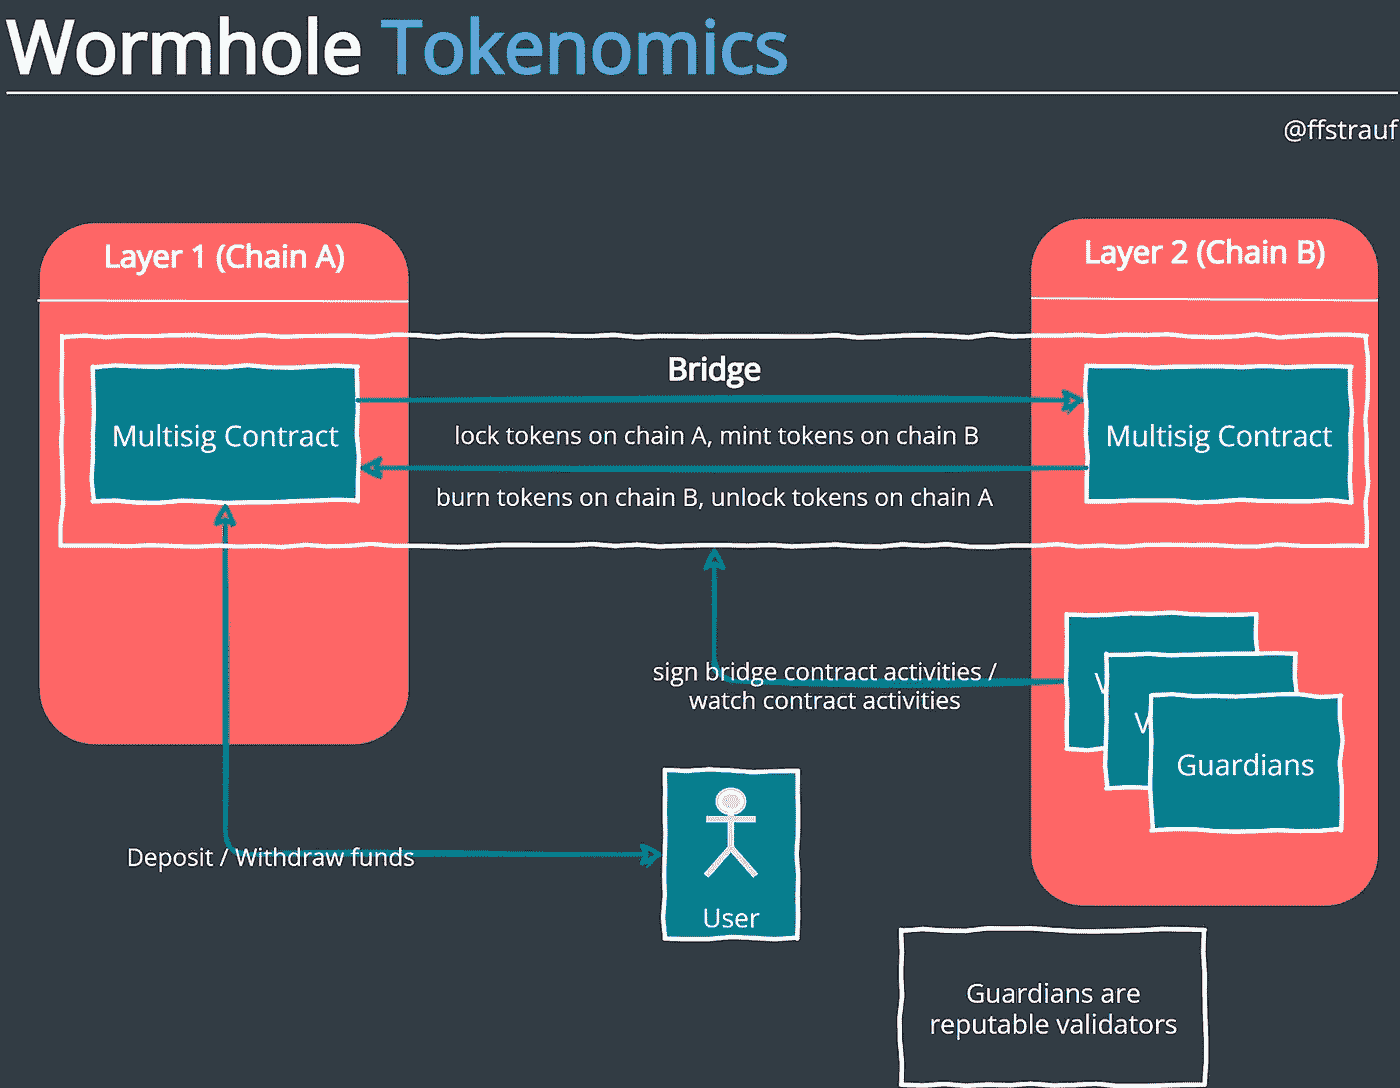 Wormhole Tokenomics
@ffstrauf
Layer 1 (Chain A)
Layer 2 (Chain B)
Bridge
Multisig Contract
lock tokens on chain A, mint tokens on chain B
Multisig Contract
burn tokens on chain B, unlock tokens on chain A
sign bridge contract activities /
watch contract activities
V
V
Guardians
Deposit / Withdraw funds
User
Guardians are
reputable validators